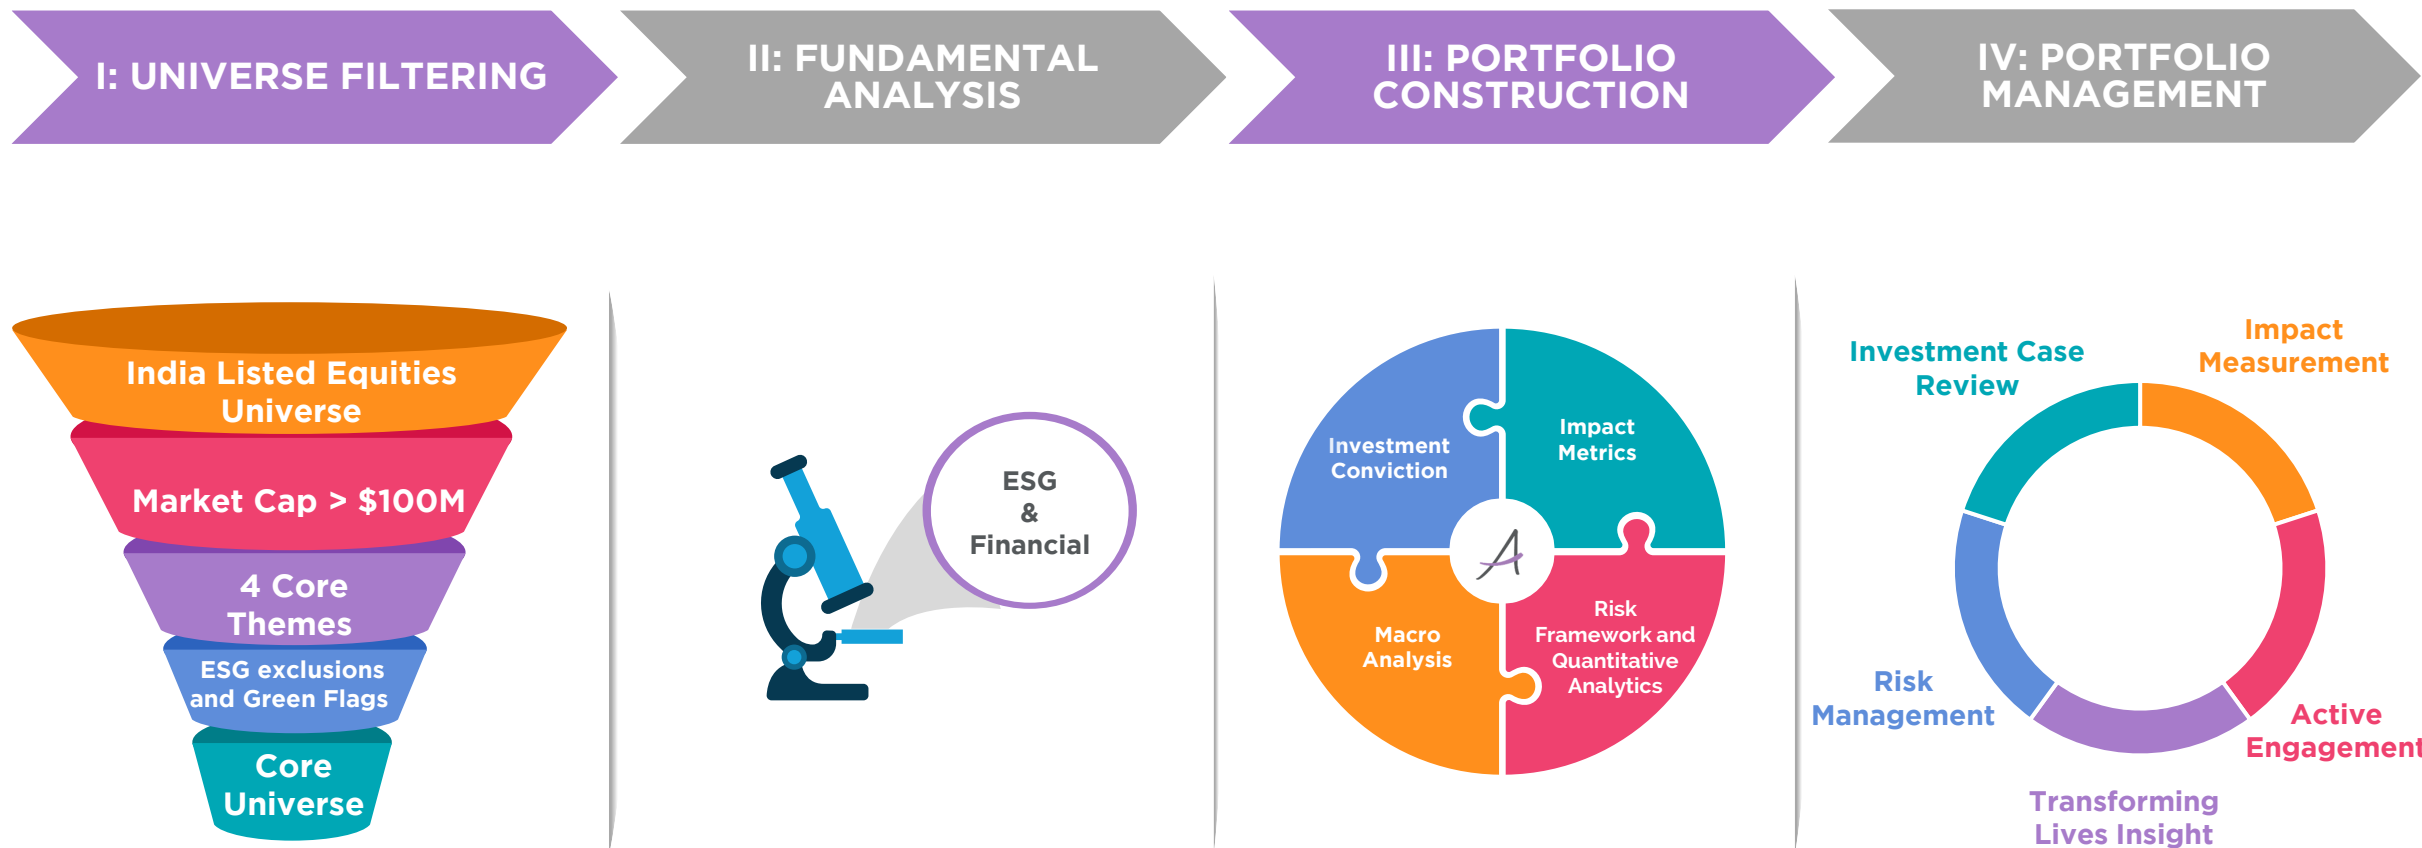 I: UNIVERSE FILTERING
II: FUNDAMENTAL
ANALYSIS
III: PORTFOLIO
CONSTRUCTION
IV: PORTFOLIO
MANAGEMENT
India Listed Equities
Universe
Market Cap > $100M
4 Core
Themes
ESG exclusions
and Green Flags
Core
Universe
ESG
&
Financial
Investment
Conviction
Impact
Metrics
Macro
Analysis
Risk
Framework and
Quantitative
Analytics
A
Investment Case
Review
Impact
Measurement
Risk
Management
Active
Engagement
Transforming
Lives Insight